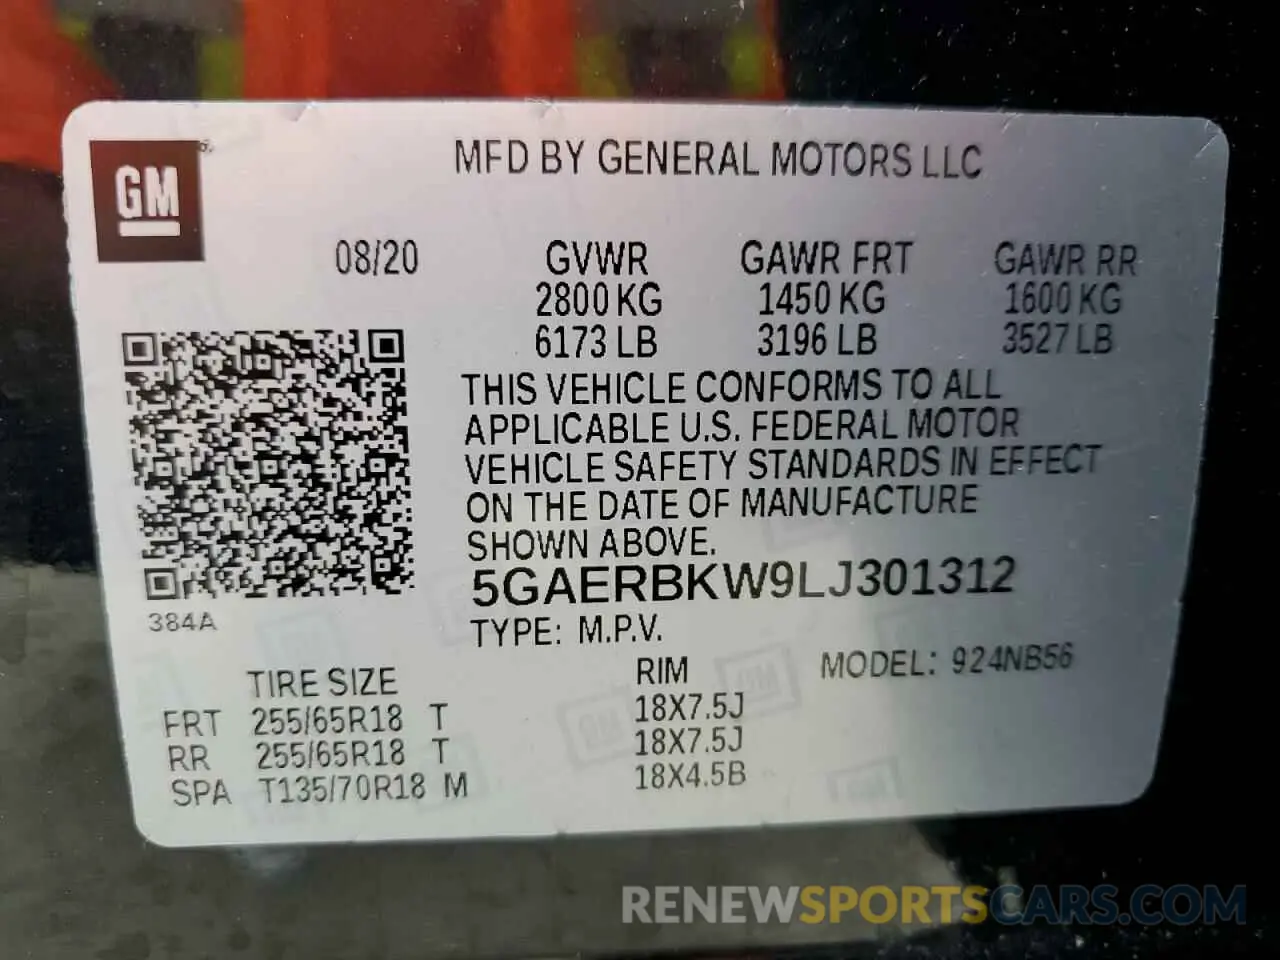 GM
MFD BY GENERAL MOTORS LLC
08/20 GVWR GAWR FRT GAWR RR
2800 KG 1450 KG 1600 KG
6173 LB 3196 LB 3527 LB
THIS VEHICLE CONFORMS TO ALL
APPLICABLE U.S. FEDERAL MOTOR
VEHICLE SAFETY STANDARDS IN EFFECT
ON THE DATE OF MANUFACTURE
SHOWN ABOVE.
5GAERBKW9LJ301312
384A
TYPE: M.P.V.
TIRE SIZE RIM MODEL: 924NB56
FRT 255/65R18 T 18X7.5J
RR 255/65R18 T 18X7.5J
SPA T135/70R18 M 18X4.5B
RENEWSPORTSCARS.COM